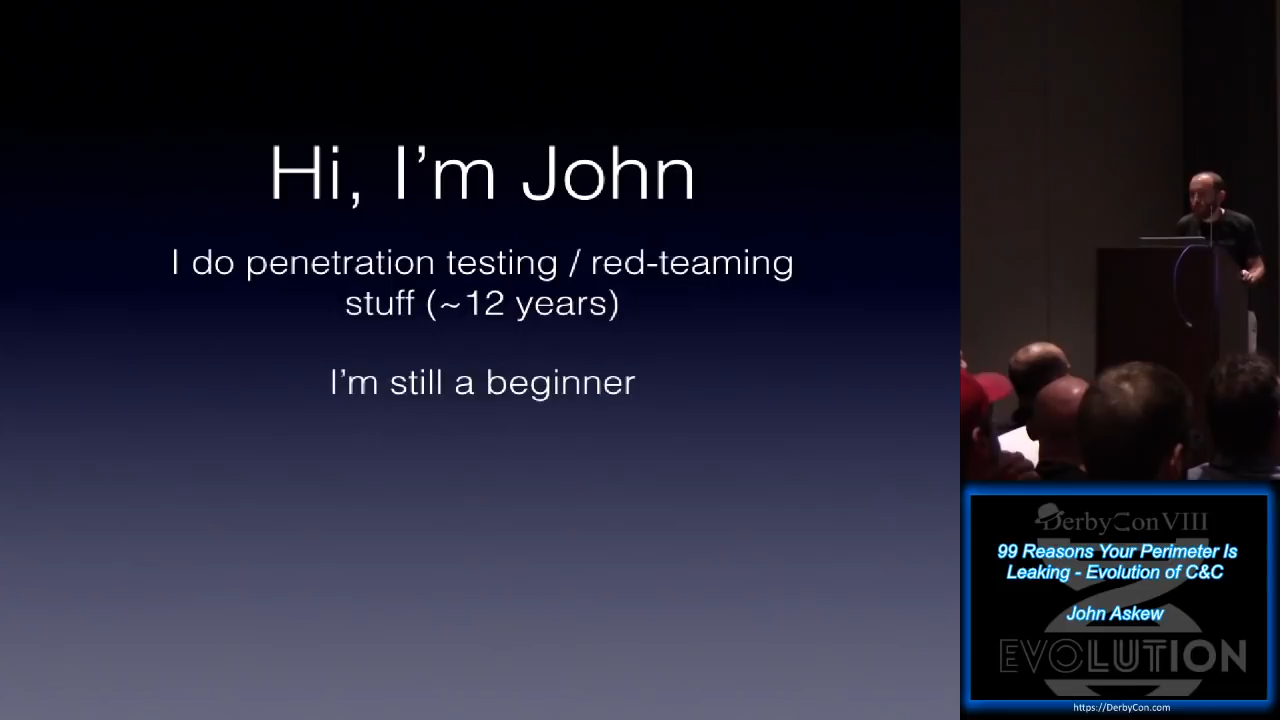 Hi, I'm John
I do penetration testing / red-teaming
stuff (~12 years)
I'm still a beginner
DerbyCon VIII
99 Reasons Your Perimeter Is
Leaking - Evolution of C&C
John Askew
EVOLUTION
https://DerbyCon.com